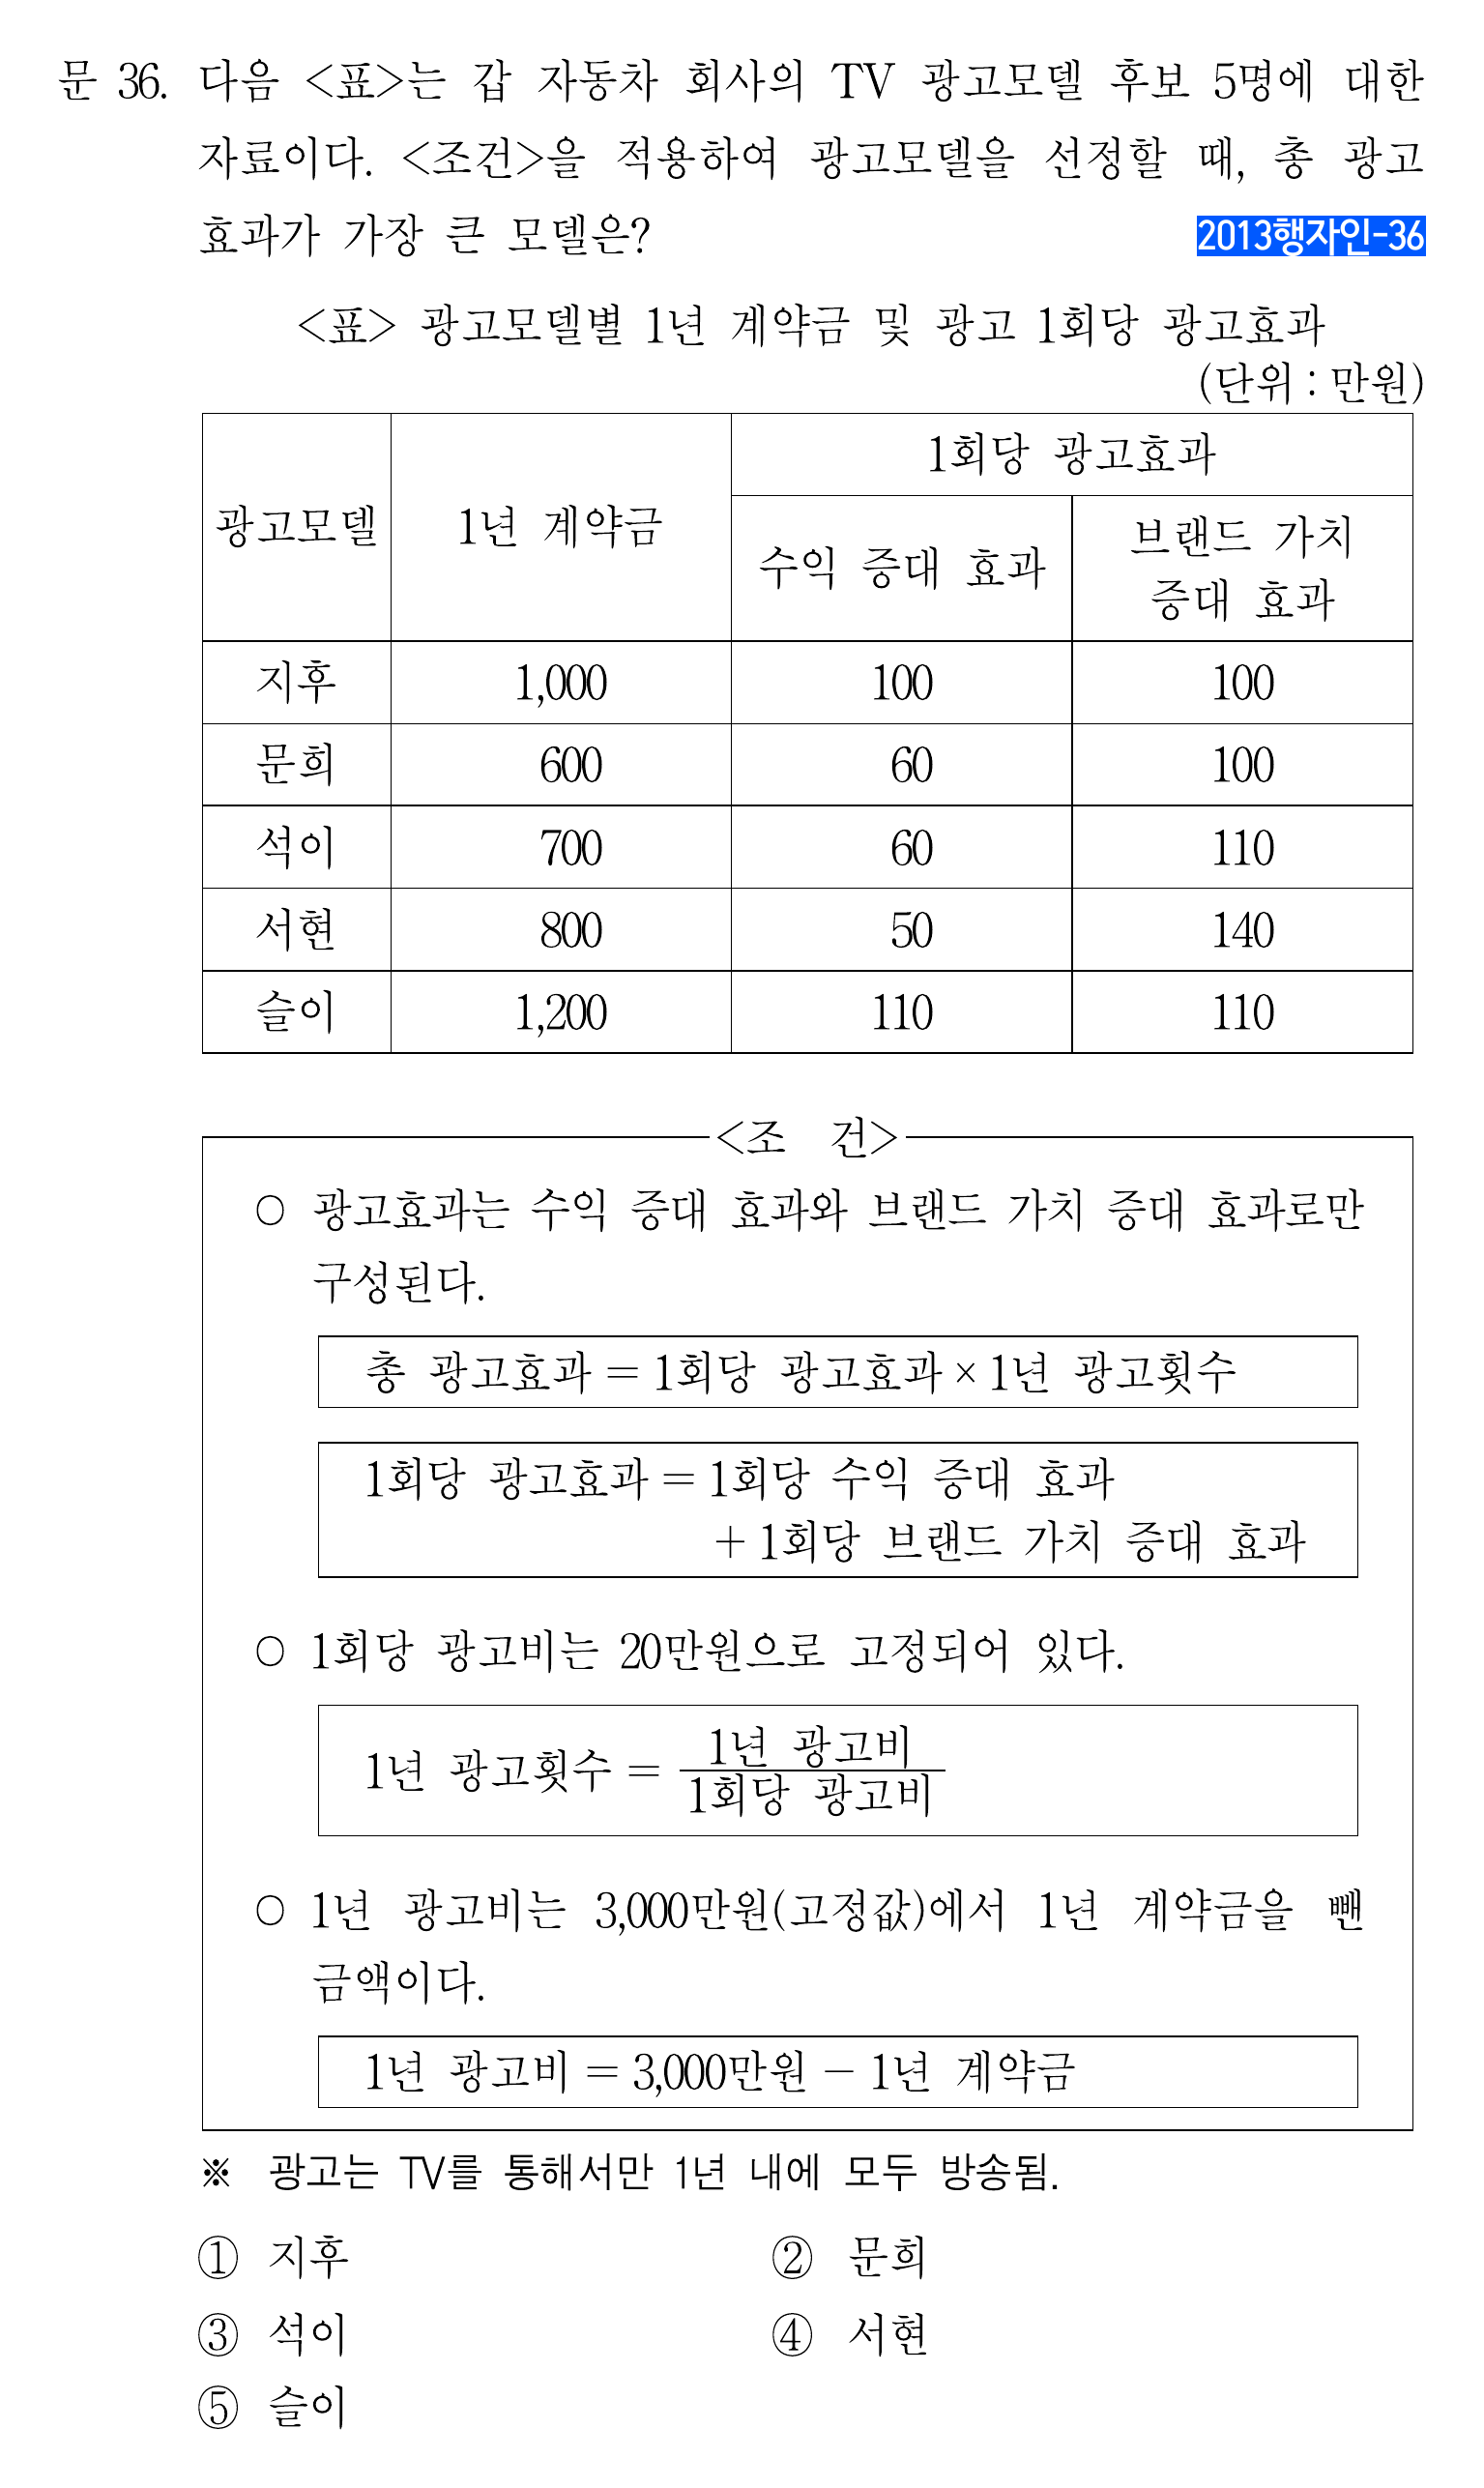 문 36. 다음 <표>는 갑 자동차 회사의 TV 광고모델 후보 5명에 대한
자료이다. <조건>을 적용하여 광고모델을 선정할 때, 총 광고
효과가 가장 큰 모델은?
2013행자인-36
<표> 광고모델별 1년 계약금 및 광고 1회당 광고효과
(단위 : 만원)
광고모델 1년 계약금 1회당 광고효과
수익 증대 효과 브랜드 가치
증대 효과
지후 1,000 100 100
문희 600 60 100
석이 700 60 110
서현 800 50 140
슬이 1,200 110 110
<조 건>
○ 광고효과는 수익 증대 효과와 브랜드 가치 증대 효과로만
구성된다.
총 광고효과 = 1회당 광고효과 × 1년 광고횟수
1회당 광고효과 = 1회당 수익 증대 효과
+ 1회당 브랜드 가치 증대 효과
○ 1회당 광고비는 20만원으로 고정되어 있다.
1년 광고횟수 = 1년 광고비
1회당 광고비
○ 1년 광고비는 3,000만원(고정값)에서 1년 계약금을 뺀
금액이다.
1년 광고비 = 3,000만원 - 1년 계약금
※ 광고는 TV를 통해서만 1년 내에 모두 방송됨.
① 지후 ② 문희
③ 석이 ④ 서현
⑤ 슬이